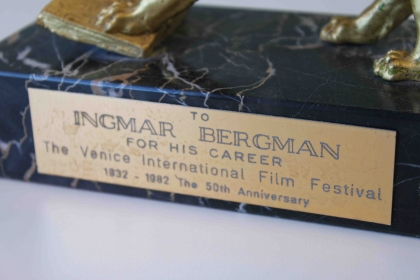 TO
INGMAR BERGMAN
FOR HIS CAREER
The Venice International Film Festival
1932 - 1982 The 50th Anniversary